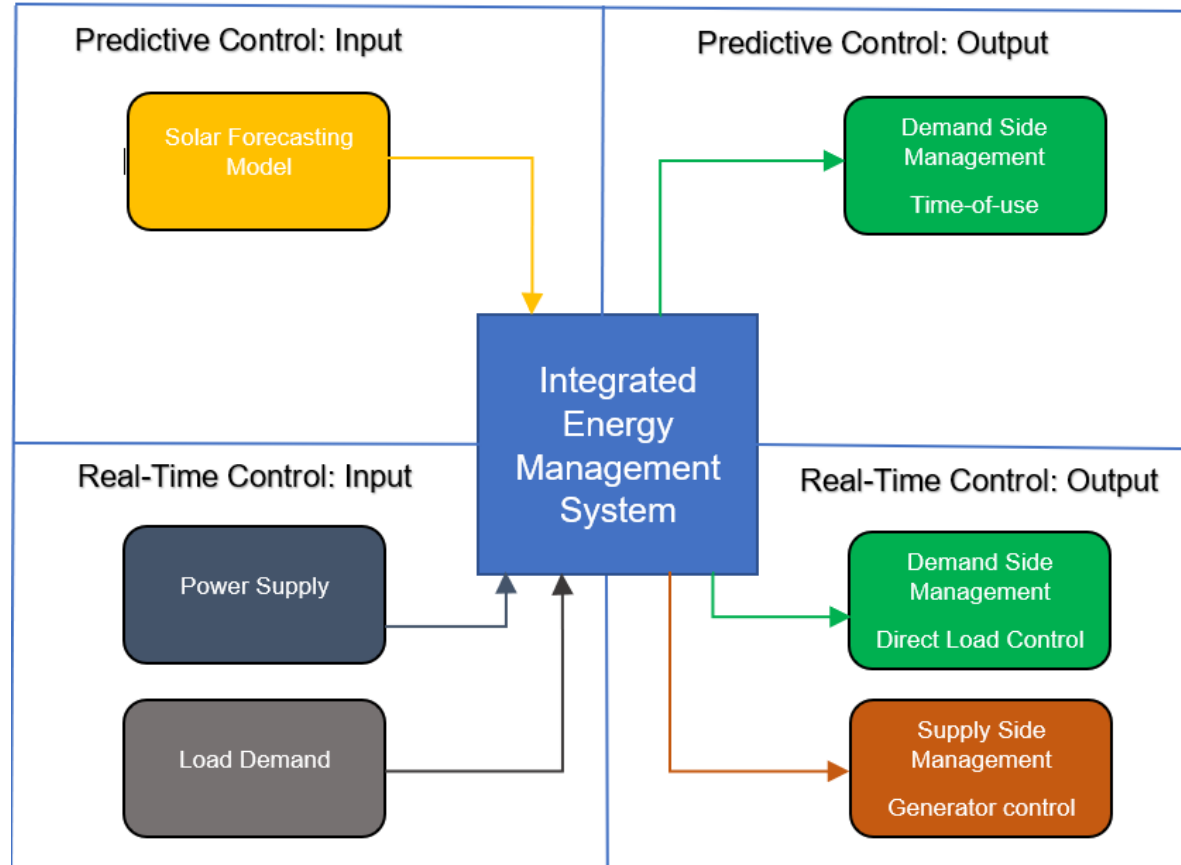 Predictive Control: Input
Predictive Control: Output
Solar Forecasting
Model
Demand Side
Management
Time-of-use
Integrated
Energy
Management
System
Real-Time Control: Input
Real-Time Control: Output
Power Supply
Demand Side
Management
Direct Load Control
Load Demand
Supply Side
Management
Generator control